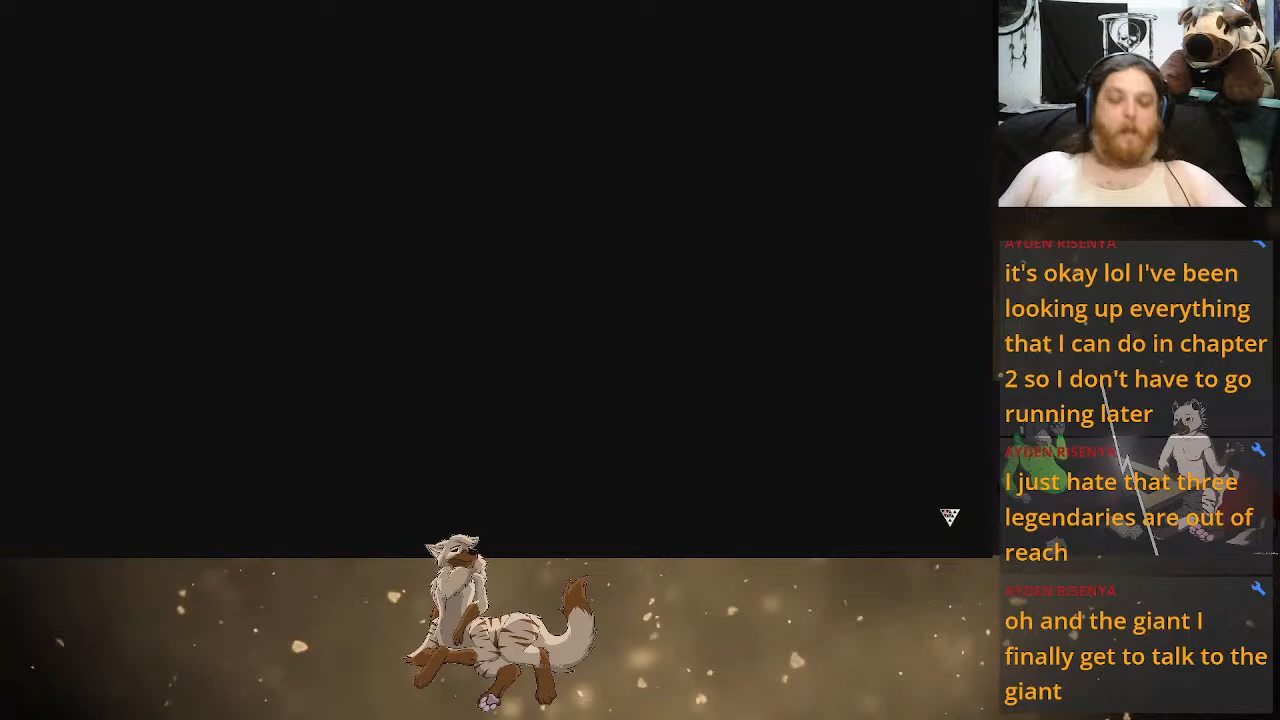 AYDEN RISENYA
it's okay lol I've been
looking up everything
that I can do in chapter
2 so I don't have to go
running later
AYDEN RISENYA
I just hate that three
legendaries are out of
reach
AYDEN RISENYA
oh and the giant I
finally get to talk to the
giant